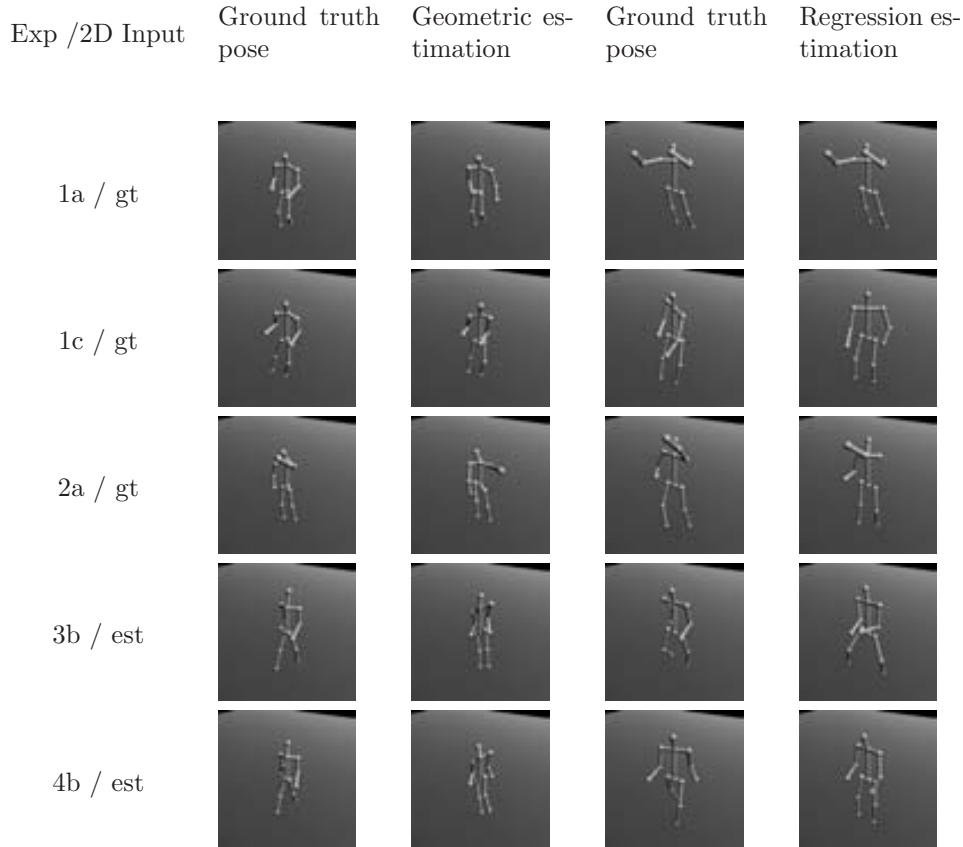 Exp /2D Input
Ground truth
pose
Geometric es-
timation
Ground truth
pose
Regression es-
timation
1a / gt
1c / gt
2a / gt
3b / est
4b / est